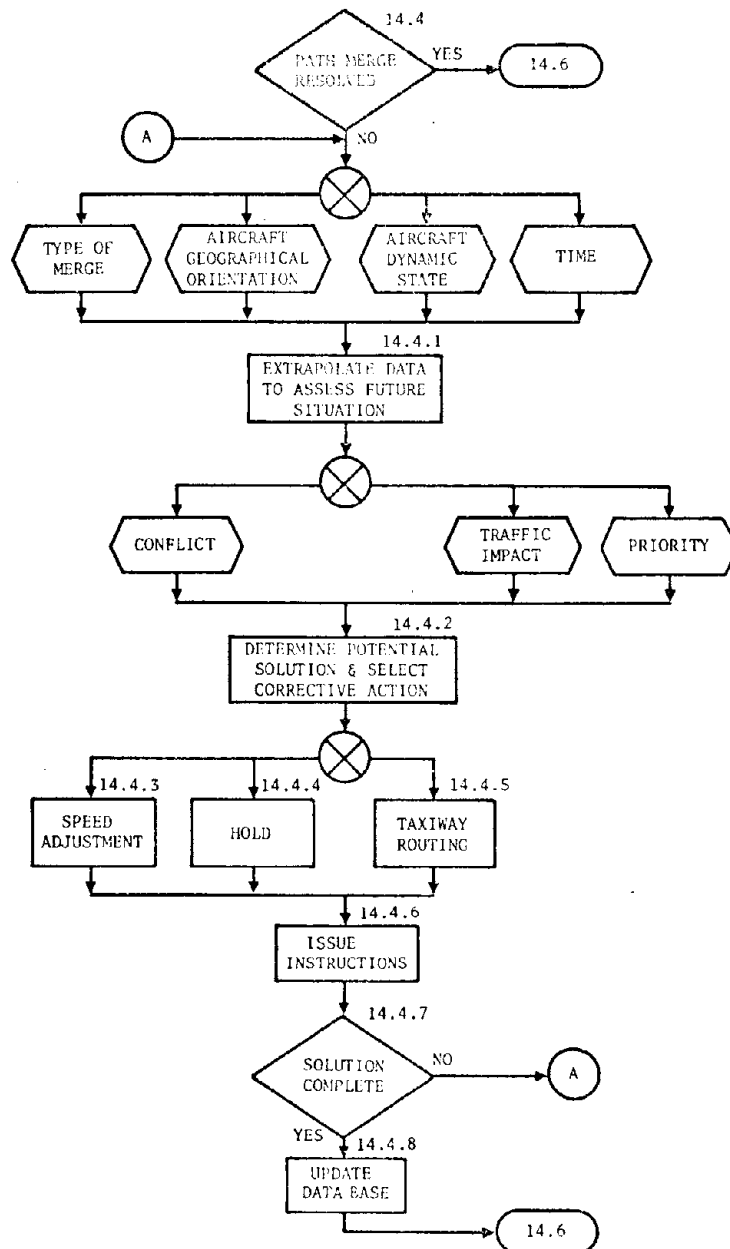 14.4
PATH MERGE
RESOLVED
YES
14.6
A
NO
TYPE OF
MERGE
AIRCRAFT
GEOGRAPHICAL
ORIENTATION
AIRCRAFT
DYNAMIC
STATE
TIME
14.4.1
EXTRAPOLATE DATA
TO ASSESS FUTURE
SITUATION
CONFLICT
TRAFFIC
IMPACT
PRIORITY
14.4.2
DETERMINE POTENTIAL
SOLUTION & SELECT
CORRECTIVE ACTION
14.4.3
SPEED
ADJUSTMENT
14.4.4
HOLD
14.4.5
TAXIWAY
ROUTING
14.4.6
ISSUE
INSTRUCTIONS
14.4.7
SOLUTION
COMPLETE
NO
A
YES
14.4.8
UPDATE
DATA BASE
14.6